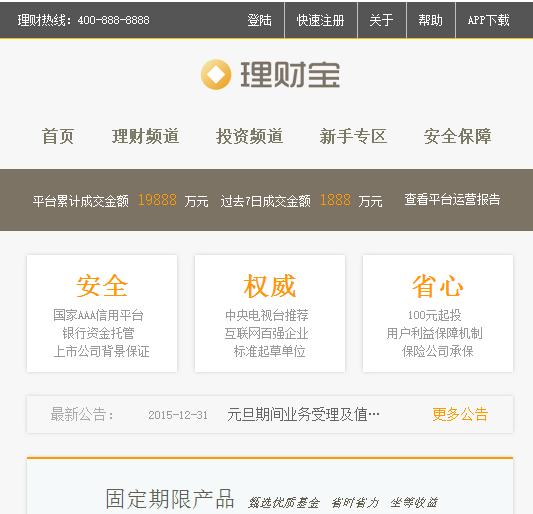 理财热线：400-888-8888 登陆 快速注册 关于 帮助 APP下载
理财宝
首页 理财频道 投资频道 新手专区 安全保障
平台累计成交金额 19888 万元 过去7日成交金额 1888 万元 查看平台运营报告
安全 权威 省心
国家AAA信用平台 中央电视台推荐 100元起投
银行资金托管 互联网百强企业 用户利益保障机制
上市公司背景保证 标准起草单位 保险公司承保
最新公告： 2015-12-31 元旦期间业务受理及值… 更多公告
固定期限产品 甄选优质基金 省时省力 坐等收益